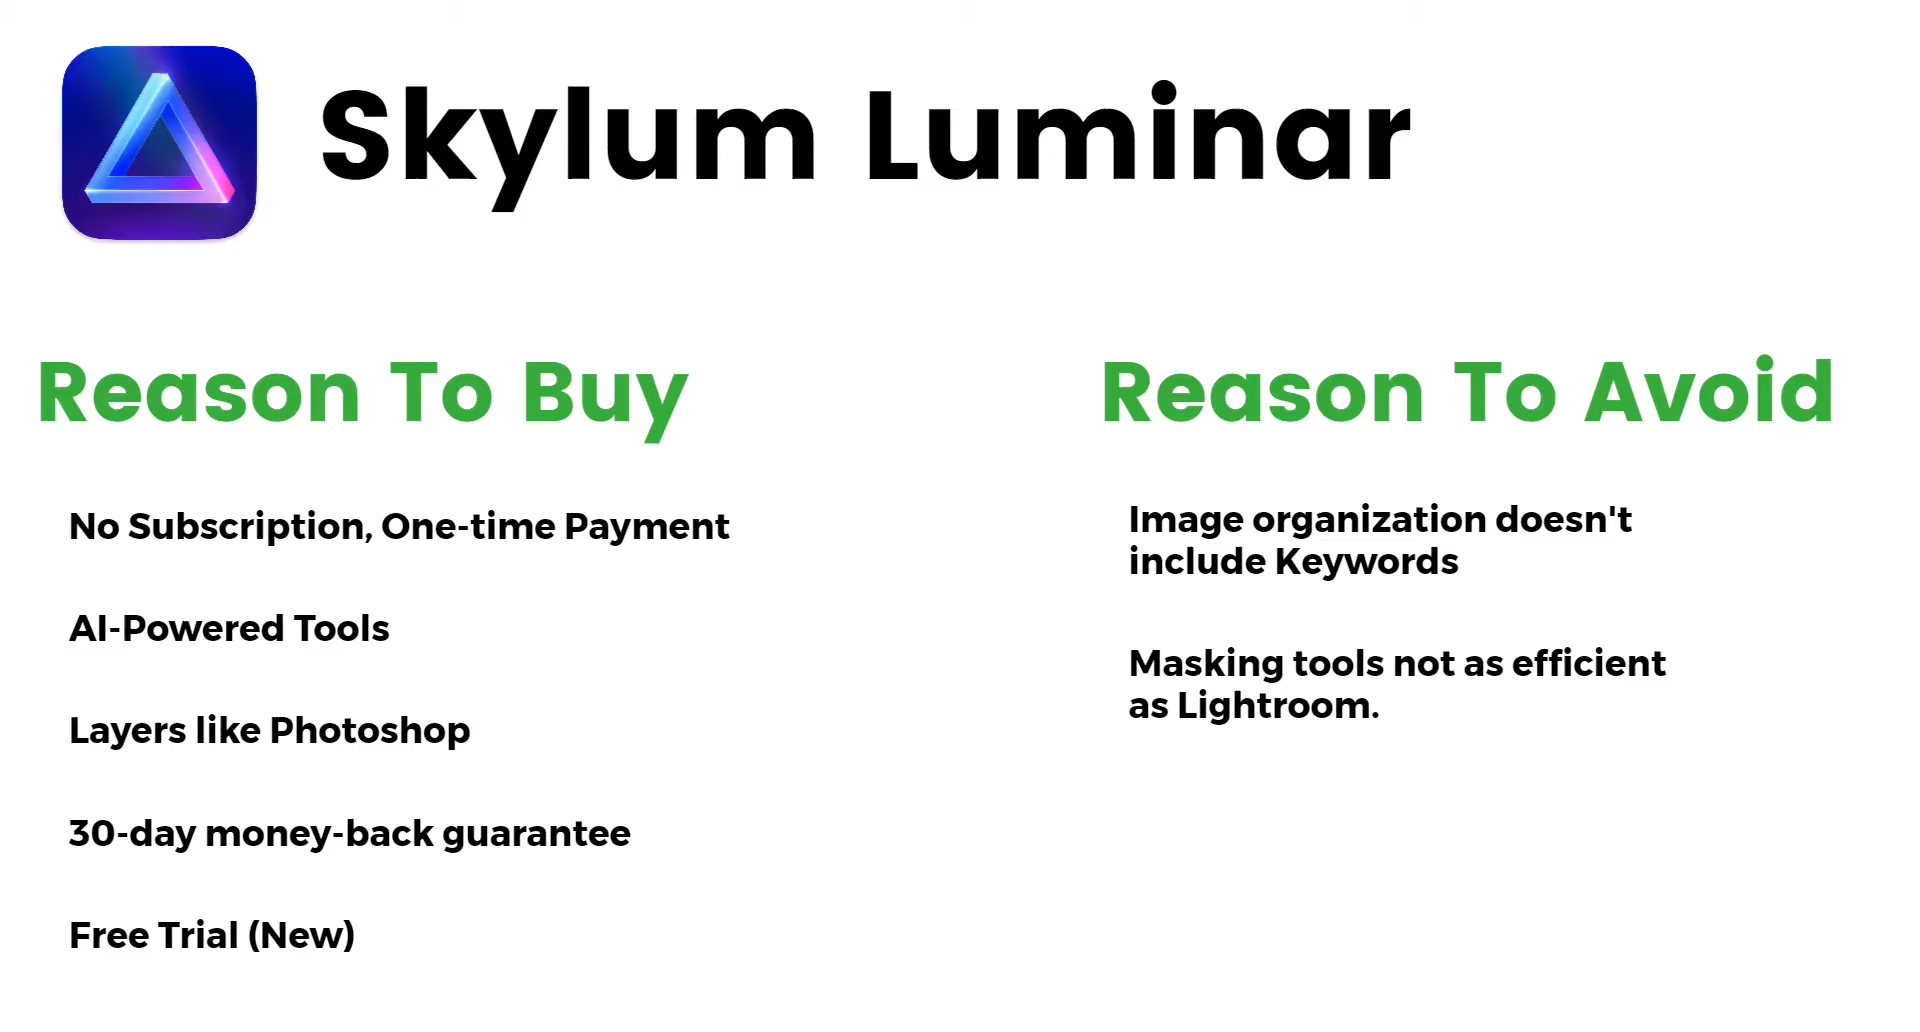 Skylum Luminar
Reason To Buy
No Subscription, One-time Payment
AI-Powered Tools
Layers like Photoshop
30-day money-back guarantee
Free Trial (New)
Reason To Avoid
Image organization doesn't
include Keywords
Masking tools not as efficient
as Lightroom.